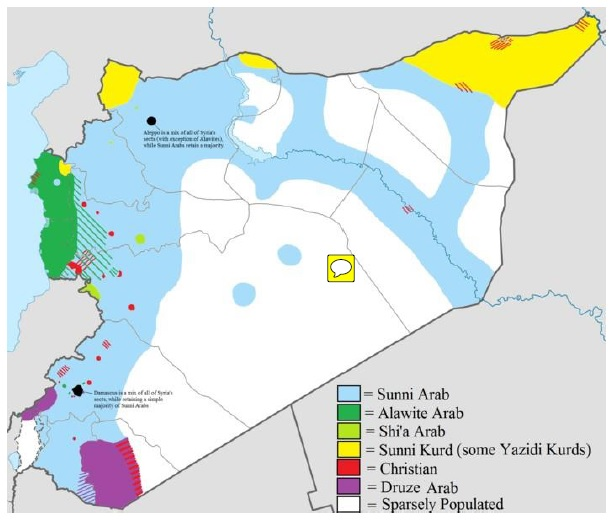 Aleppo is a mix of all of Syria's
sects (with exception of Alawites),
while Sunni Arabs retain a majority
Damascus is a mix of all of Syria's
sects, while retaining a simple
majority of Sunni Arabs
= Sunni Arab
= Alawite Arab
= Shi'a Arab
= Sunni Kurd (some Yazidi Kurds)
= Christian
= Druze Arab
= Sparsely Populated